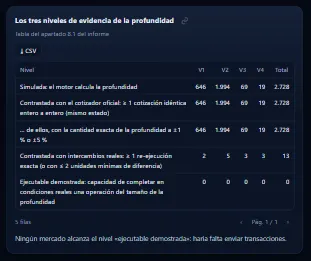 Los tres niveles de evidencia de la profundidad
Tabla del apartado 8.1 del informe
⤓ CSV
Nivel V1 V2 V3 V4 Total
Simulada: el motor calcula la profundidad 646 1.994 69 19 2.728
Contrastada con el cotizador oficial: ≥ 1 cotización idéntica
entero a entero (mismo estado) 646 1.994 69 19 2.728
... de ellos, con la cantidad exacta de la profundidad a ±1
% o ±5 % 646 1.994 69 19 2.728
Contrastada con intercambios reales: ≥ 1 re-ejecución
exacta (o con ≤ 2 unidades mínimas de diferencia) 2 5 3 3 13
Ejecutable demostrada: capacidad de completar en
condiciones reales una operación del tamaño de la
profundidad 0 0 0 0 0
5 filas ‹ Pág. 1 / 1 ›
Ningún mercado alcanza el nivel «ejecutable demostrada»: haría falta enviar transacciones.